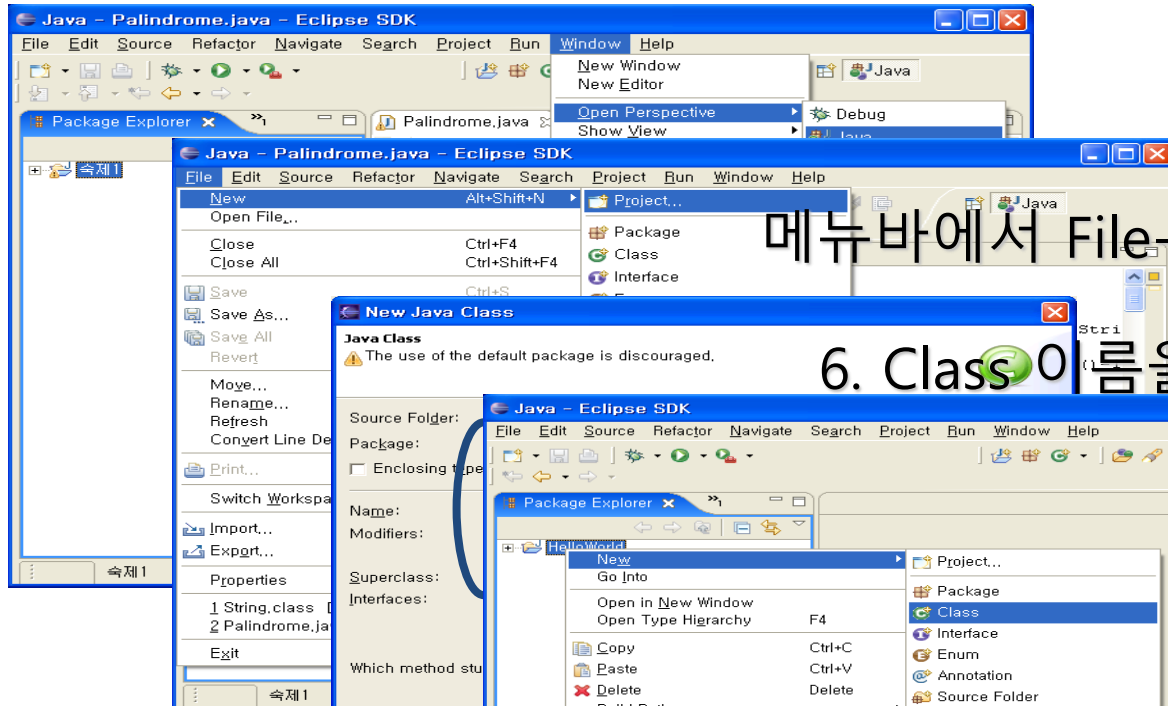 Java - Palindrome.java - Eclipse SDK
File Edit Source Refactor Navigate Search Project Run Window Help
New Window
New Editor
Java
Open Perspective
Debug
Show View
Java
Package Explorer
Palindrome.java
숙제1
숙제1
Java - Palindrome.java - Eclipse SDK
File Edit Source Refactor Navigate Search Project Run Window Help
New Alt+Shift+N
Open File...
Close Ctrl+F4
Close All Ctrl+Shift+F4
Save Ctrl+S
Save As...
Save All
Revert
Move...
Rename...
Refresh
Convert Line De
Print...
Switch Workspa
Import...
Export...
Properties
1 String.class [
2 Palindrome.ja
Exit
숙제1
Project...
Package
Class
Interface
Java
메뉴바에서 File-
Stri
New Java Class
Java Class
The use of the default package is discouraged.
6. Class 이름을
Source Folder:
Package:
Enclosing type
Name:
Modifiers:
Superclass:
Interfaces:
Which method stu
Java - Eclipse SDK
File Edit Source Refactor Navigate Search Project Run Window Help
Package Explorer
HelloWorld
New
Go Into
Open in New Window
Open Type Hierarchy F4
Copy Ctrl+C
Paste Ctrl+V
Delete Delete
Project...
Package
Class
Interface
Enum
Annotation
Source Folder